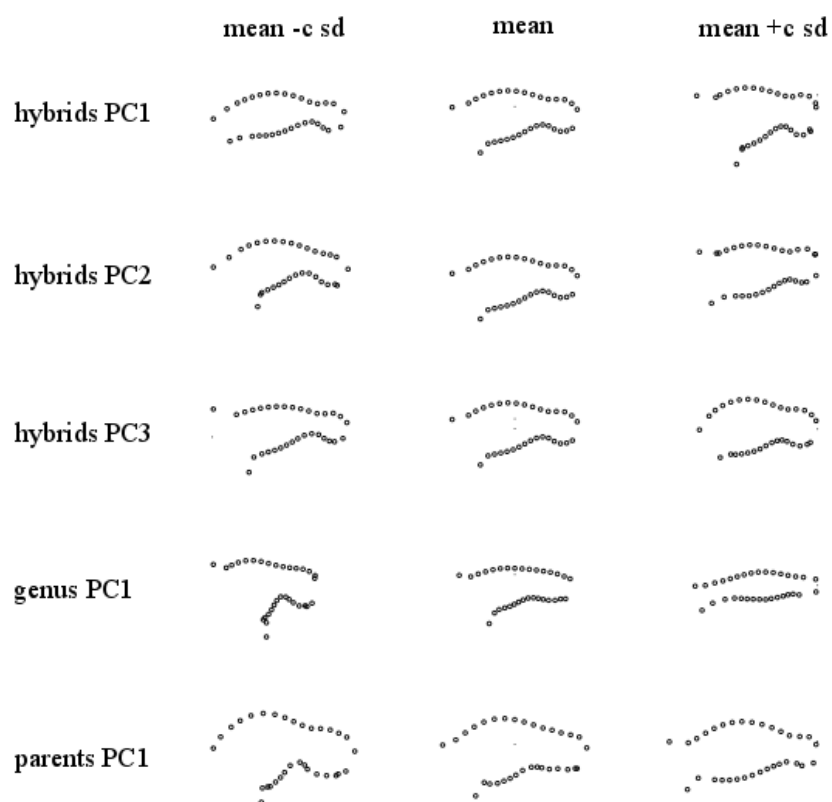 mean -c sd mean mean +c sd
hybrids PC1
hybrids PC2
hybrids PC3
genus PC1
parents PC1